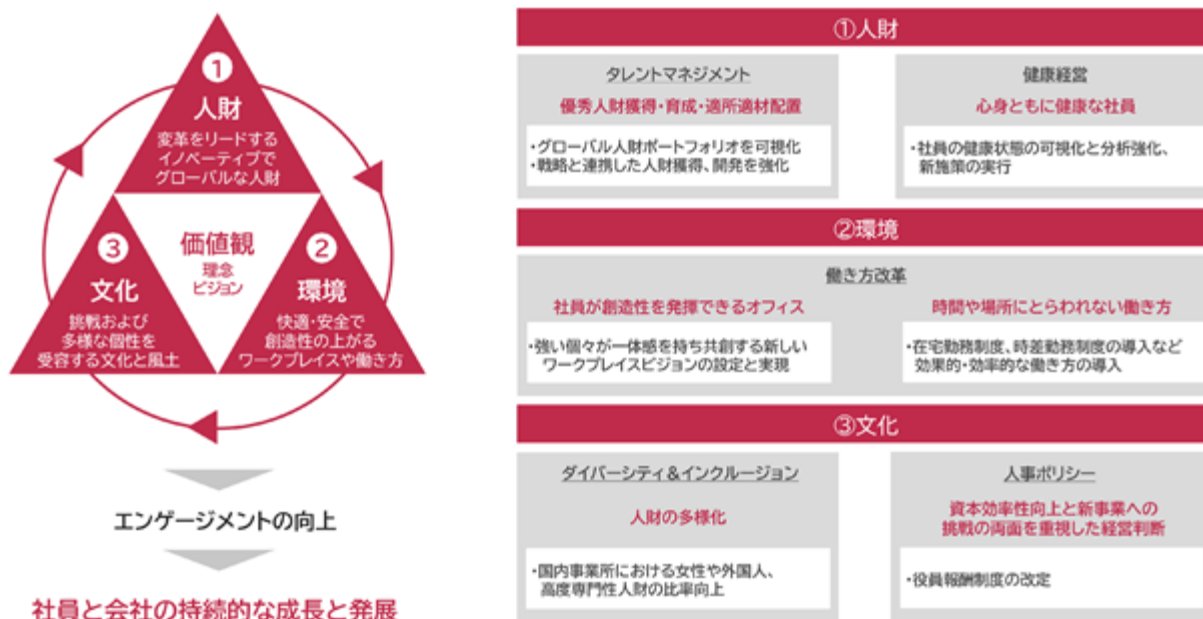 1
人財
変革をリードする
イノベーティブで
グローバルな人財
価値観
理念
ビジョン
3
文化
挑戦および
多様な個性を
受容する文化と風土
2
環境
快適・安全で
創造性の上がる
ワークプレイスや働き方
エンゲージメントの向上
社員と会社の持続的な成長と発展
①人財
タレントマネジメント
優秀人財獲得・育成・適所適材配置
・グローバル人財ポートフォリオを可視化
・戦略と連携した人財獲得、開発を強化
健康経営
心身ともに健康な社員
・社員の健康状態の可視化と分析強化、
新施策の実行
②環境
働き方改革
社員が創造性を発揮できるオフィス
・強い個々が一体感を持ち共創する新しい
ワークプレイスビジョンの設定と実現
時間や場所にとらわれない働き方
・在宅勤務制度、時差勤務制度の導入など
効果的・効率的な働き方の導入
③文化
ダイバーシティ&インクルージョン
人財の多様化
・国内事業所における女性や外国人、
高度専門性人財の比率向上
人事ポリシー
資本効率性向上と新事業への
挑戦の両面を重視した経営判断
・役員報酬制度の改定